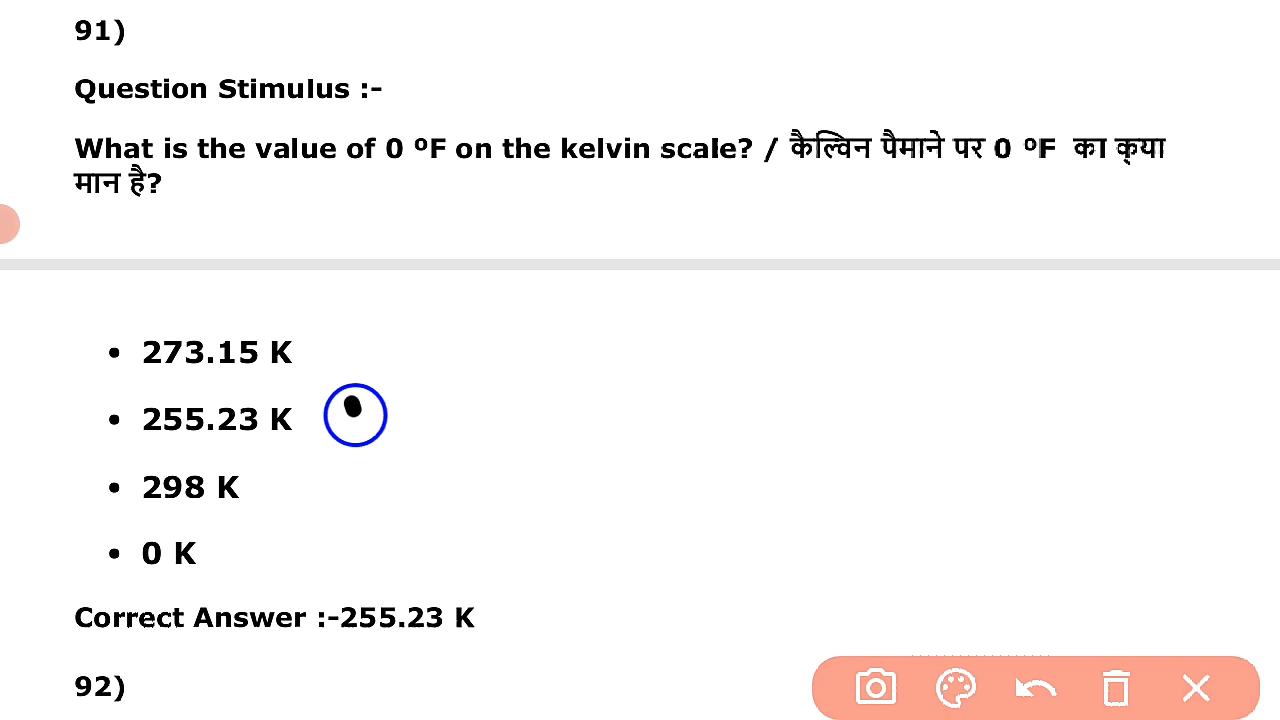 91)
Question Stimulus :-
What is the value of 0 ºF on the kelvin scale? / कैल्विन पैमाने पर 0 ºF का क्या
मान है?
• 273.15 K
• 255.23 K
• 298 K
• 0 K
Correct Answer :-255.23 K
92)